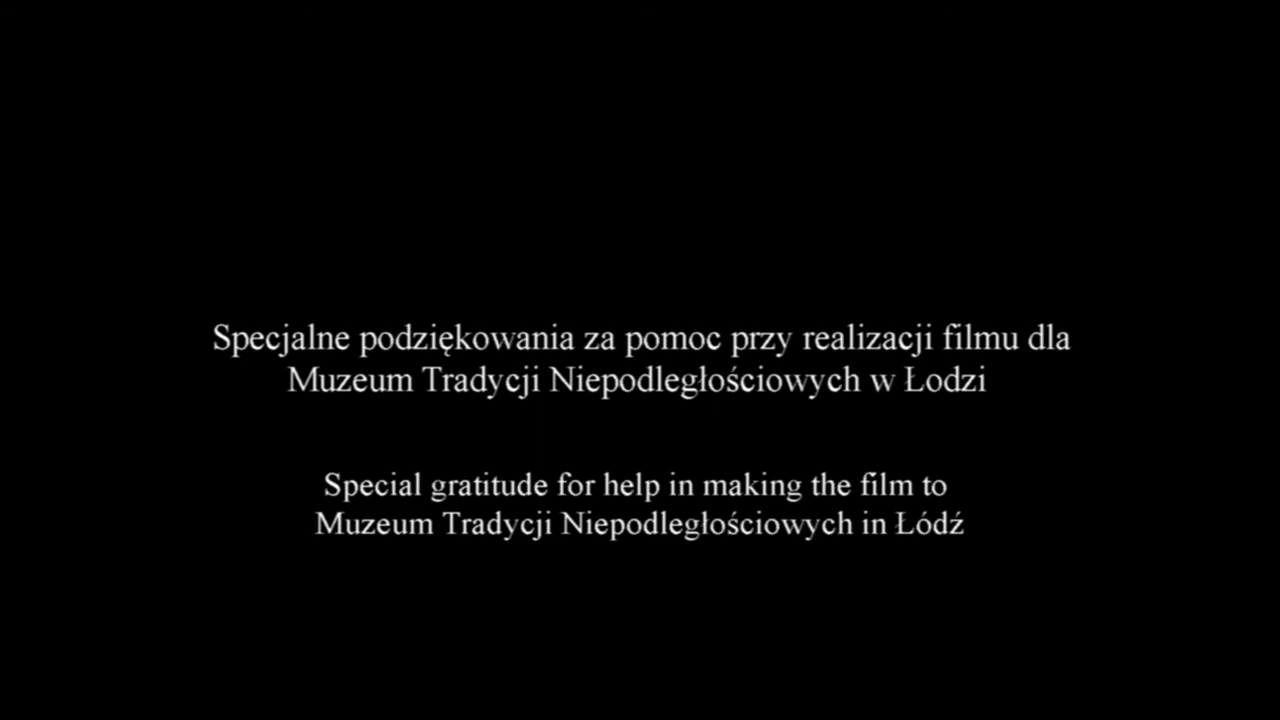 Specjalne podziękowania za pomoc przy realizacji filmu dla
Muzeum Tradycji Niepodległościowych w Łodzi
Special gratitude for help in making the film to
Muzeum Tradycji Niepodległościowych in Łódź